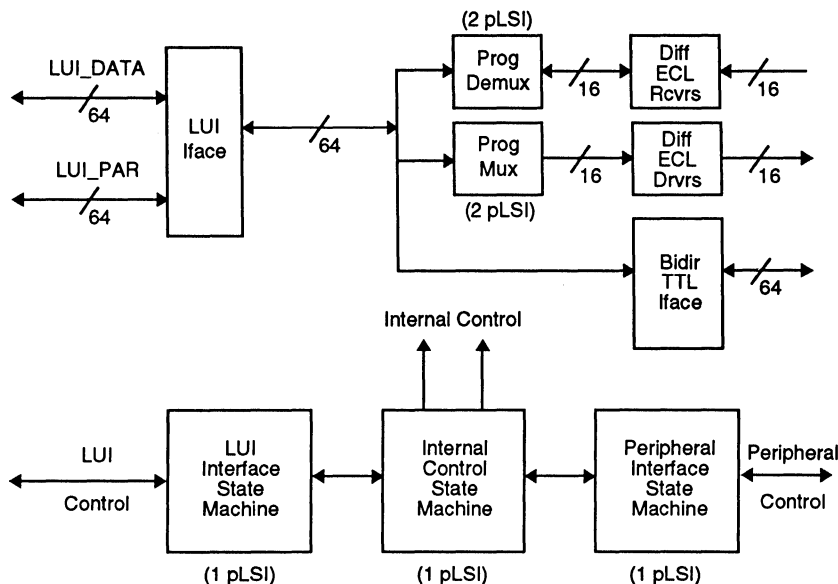 (2 pLSI)
LUI_DATA
64
LUI_PAR
64
LUI
Iface
64
Prog
Demux
16
Diff
ECL
Rcvrs
16
Prog
Mux
(2 pLSI)
16
Diff
ECL
Drvrs
16
Bidir
TTL
Iface
64
Internal Control
LUI
Control
LUI
Interface
State
Machine
(1 pLSI)
Internal
Control
State
Machine
(1 pLSI)
Peripheral
Interface
State
Machine
(1 pLSI)
Peripheral
Control